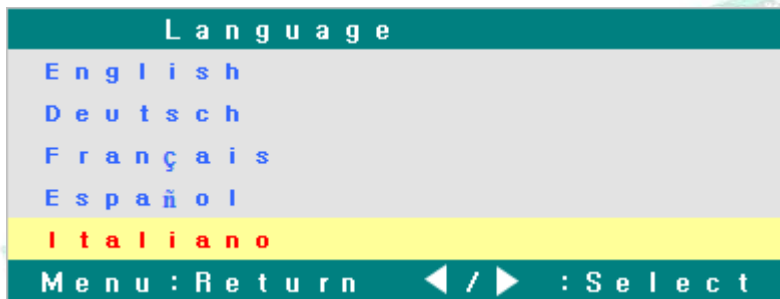 Language
English
Deutsch
Français
Español
Italiano
Menu:Return ◀/▶ :Select